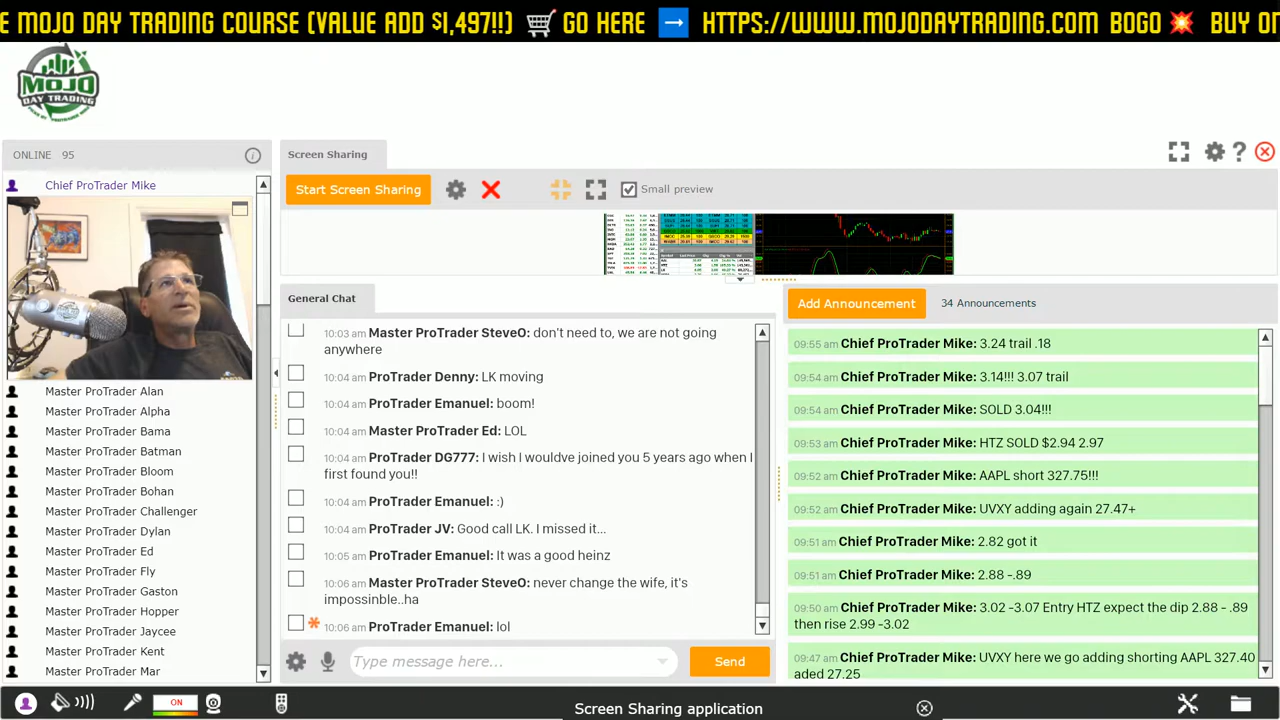 E MOJO DAY TRADING COURSE (VALUE ADD $1,497!!) 🛒 GO HERE ➡️ HTTPS://WWW.MOJODAYTRADING.COM BOGO💥 BUY ON
MOJO
DAY TRADING
ONLINE 95
Chief ProTrader Mike
Master ProTrader Alan
Master ProTrader Alpha
Master ProTrader Bama
Master ProTrader Batman
Master ProTrader Bloom
Master ProTrader Bohan
Master ProTrader Challenger
Master ProTrader Dylan
Master ProTrader Ed
Master ProTrader Fly
Master ProTrader Gaston
Master ProTrader Hopper
Master ProTrader Jaycee
Master ProTrader Kent
Master ProTrader Mar
Screen Sharing
Start Screen Sharing
Small preview
General Chat
10:03 am Master ProTrader SteveO: don't need to, we are not going
anywhere
10:04 am ProTrader Denny: LK moving
10:04 am ProTrader Emanuel: boom!
10:04 am Master ProTrader Ed: LOL
10:04 am ProTrader DG777: I wish I wouldve joined you 5 years ago when I
first found you!!
10:04 am ProTrader Emanuel: :)
10:04 am ProTrader JV: Good call LK. I missed it...
10:05 am ProTrader Emanuel: It was a good heinz
10:06 am Master ProTrader SteveO: never change the wife, it's
impossinble..ha
10:06 am ProTrader Emanuel: lol
Type message here...
Send
Add Announcement
34 Announcements
09:55 am Chief ProTrader Mike: 3.24 trail .18
09:54 am Chief ProTrader Mike: 3.14!!! 3.07 trail
09:54 am Chief ProTrader Mike: SOLD 3.04!!!
09:53 am Chief ProTrader Mike: HTZ SOLD $2.94 2.97
09:52 am Chief ProTrader Mike: AAPL short 327.75!!!
09:52 am Chief ProTrader Mike: UVXY adding again 27.47+
09:51 am Chief ProTrader Mike: 2.82 got it
09:51 am Chief ProTrader Mike: 2.88 -.89
09:50 am Chief ProTrader Mike: 3.02 -3.07 Entry HTZ expect the dip 2.88 - .89
then rise 2.99 -3.02
09:47 am Chief ProTrader Mike: UVXY here we go adding shorting AAPL 327.40
aded 27.25
ON
Screen Sharing application